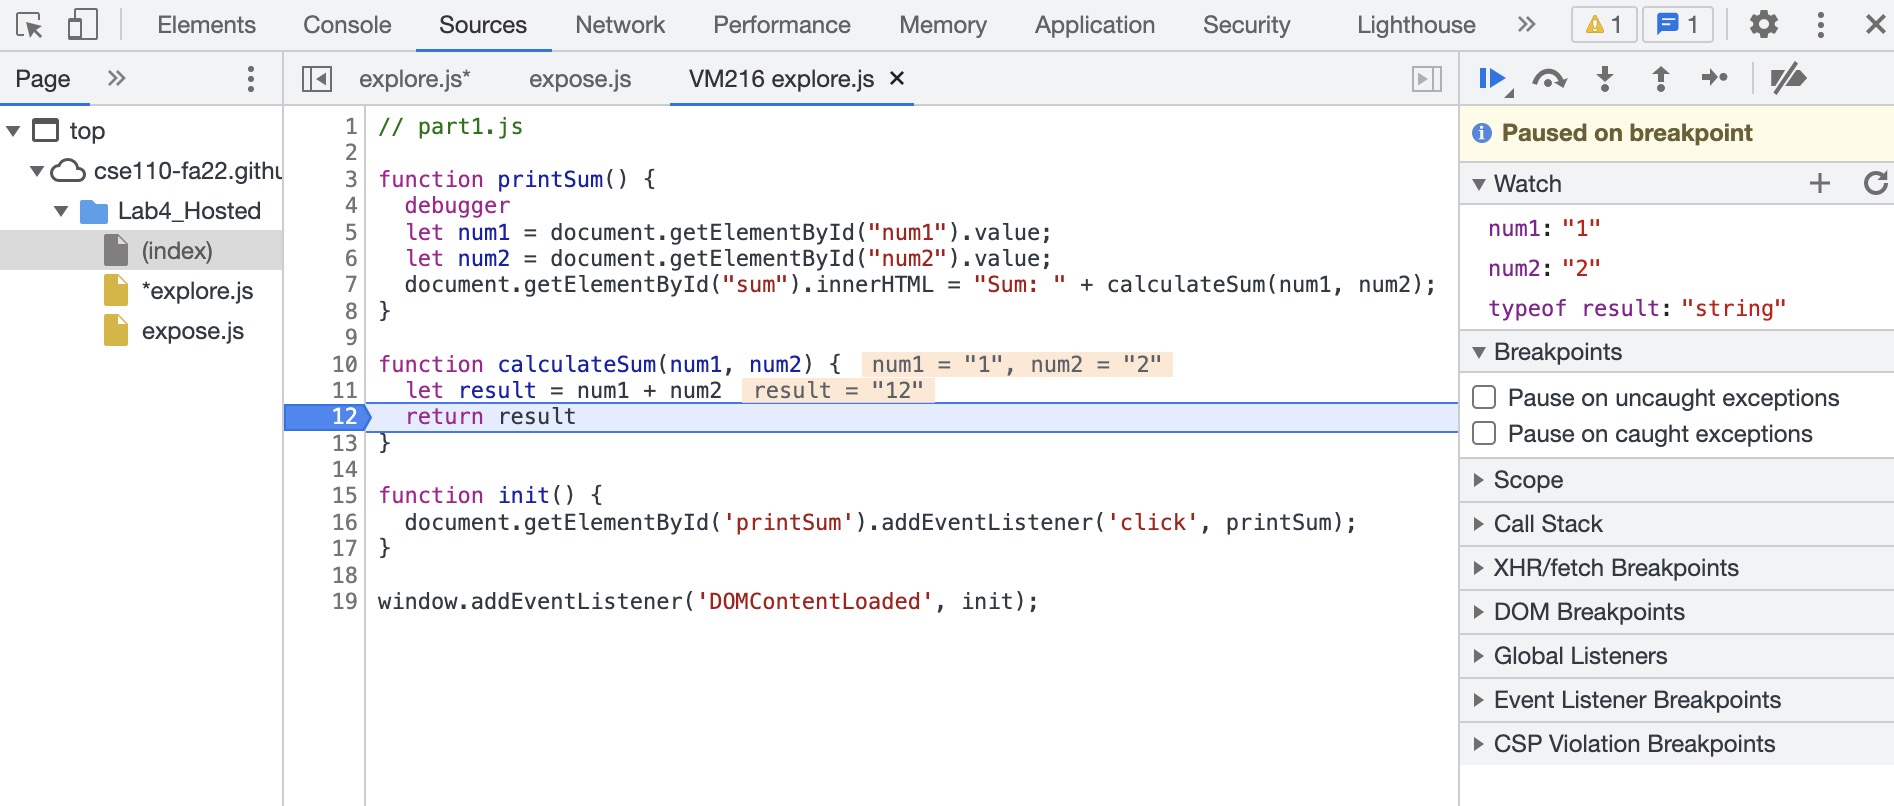 Elements Console Sources Network Performance Memory Application Security Lighthouse 1 1
Page
explore.js* expose.js VM216 explore.js
top
cse110-fa22.githu
Lab4_Hosted
(index)
*explore.js
expose.js
1 // part1.js
2
3 function printSum() {
4   debugger
5   let num1 = document.getElementById("num1").value;
6   let num2 = document.getElementById("num2").value;
7   document.getElementById("sum").innerHTML = "Sum: " + calculateSum(num1, num2);
8 }
9
10 function calculateSum(num1, num2) { num1 = "1", num2 = "2"
11   let result = num1 + num2 result = "12"
12   return result
13 }
14
15 function init() {
16   document.getElementById('printSum').addEventListener('click', printSum);
17 }
18
19 window.addEventListener('DOMContentLoaded', init);
Paused on breakpoint
Watch
num1: "1"
num2: "2"
typeof result: "string"
Breakpoints
Pause on uncaught exceptions
Pause on caught exceptions
Scope
Call Stack
XHR/fetch Breakpoints
DOM Breakpoints
Global Listeners
Event Listener Breakpoints
CSP Violation Breakpoints